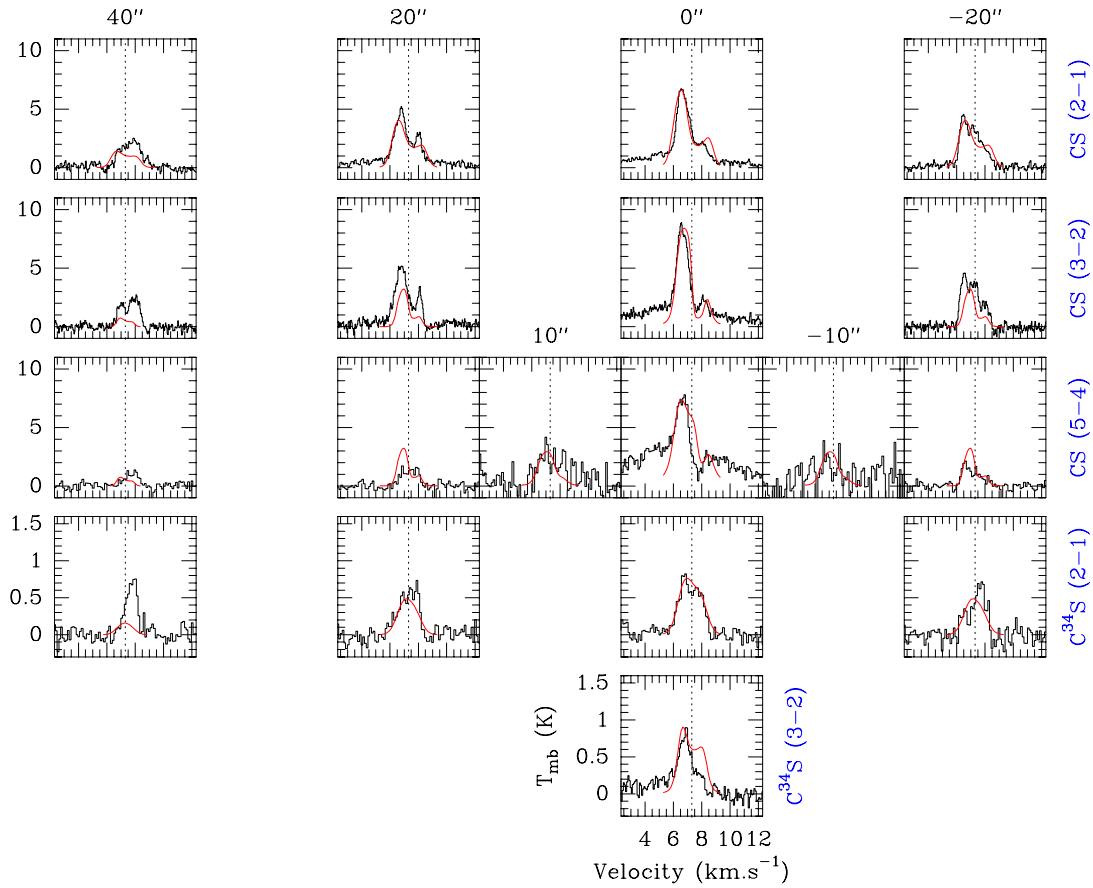 40″ 20″ 0″ −20″
10
5
0
CS (2−1)
10
5
0
CS (3−2)
10″ −10″
10
5
0
CS (5−4)
1.5
1
0.5
0
C³⁴S (2−1)
1.5
1
0.5
0
T_mb (K)
C³⁴S (3−2)
4 6 8 10 12
Velocity (km.s⁻¹)